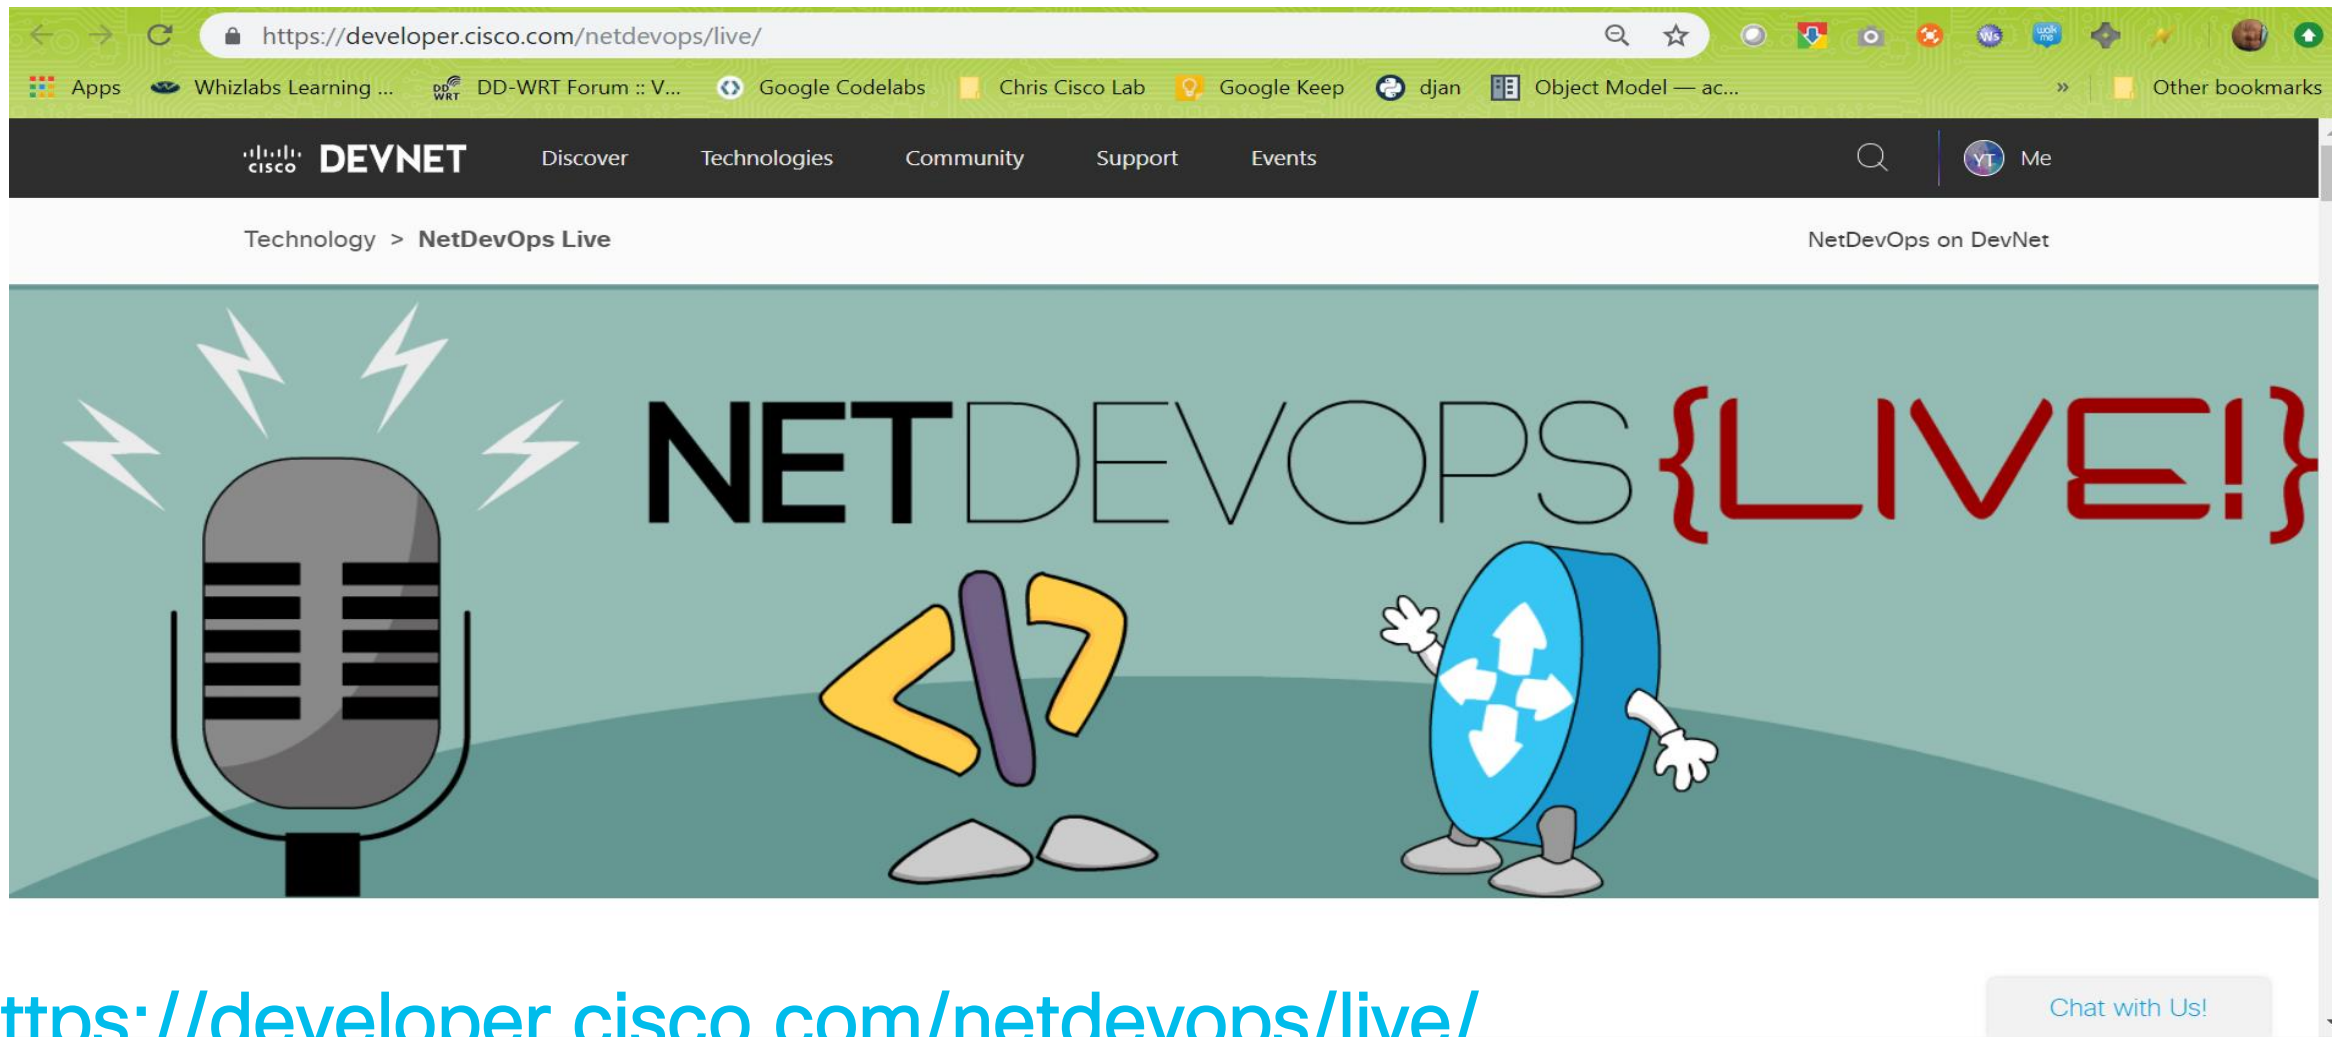 https://developer.cisco.com/netdevops/live/
Apps Whizlabs Learning ... DD-WRT Forum :: V... Google Codelabs Chris Cisco Lab Google Keep djan Object Model — ac... » Other bookmarks
cisco DEVNET Discover Technologies Community Support Events YT Me
Technology > NetDevOps Live NetDevOps on DevNet
NETDEVOPS{LIVE!}
ttps://developer.cisco.com/netdevops/live/
Chat with Us!